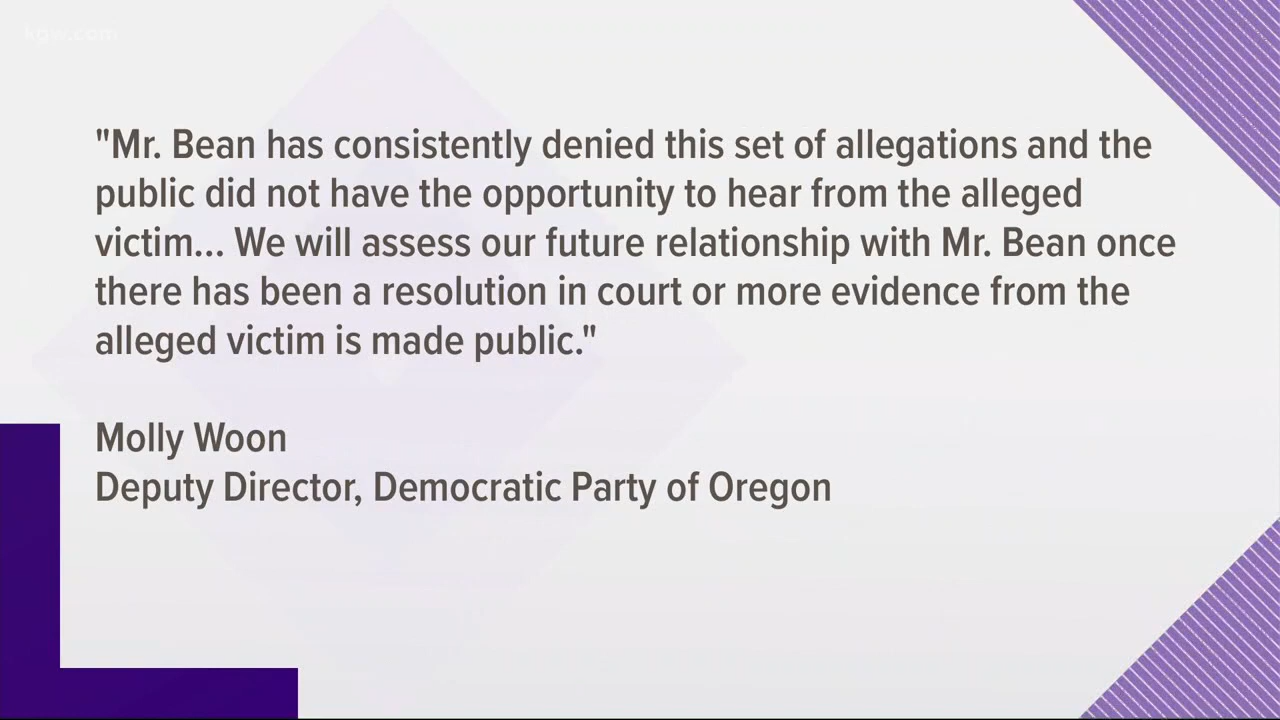 kgw.com
"Mr. Bean has consistently denied this set of allegations and the
public did not have the opportunity to hear from the alleged
victim... We will assess our future relationship with Mr. Bean once
there has been a resolution in court or more evidence from the
alleged victim is made public."
Molly Woon
Deputy Director, Democratic Party of Oregon